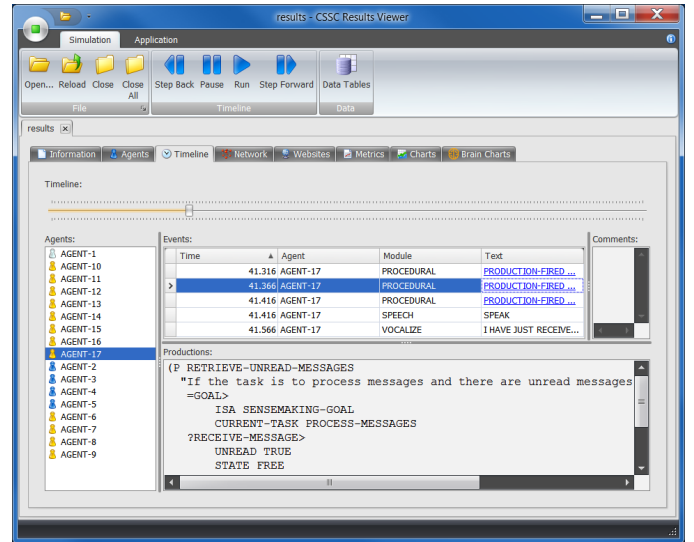 results - CSSC Results Viewer
Simulation Application
Open... Reload Close Close All Step Back Pause Run Step Forward Data Tables
File Timeline Data
results
Information Agents Timeline Network Websites Metrics Charts Brain Charts
Timeline:
Agents: Events: Comments:
AGENT-1
AGENT-10
AGENT-11
AGENT-12
AGENT-13
AGENT-14
AGENT-15
AGENT-16
AGENT-17
AGENT-2
AGENT-3
AGENT-4
AGENT-5
AGENT-6
AGENT-7
AGENT-8
AGENT-9
Time Agent Module Text
41.316 AGENT-17 PROCEDURAL PRODUCTION-FIRED ...
41.366 AGENT-17 PROCEDURAL PRODUCTION-FIRED ...
41.416 AGENT-17 PROCEDURAL PRODUCTION-FIRED ...
41.416 AGENT-17 SPEECH SPEAK
41.566 AGENT-17 VOCALIZE I HAVE JUST RECEIVE...
Productions:
(P RETRIEVE-UNREAD-MESSAGES
"If the task is to process messages and there are unread messages
=GOAL>
ISA SENSEMAKING-GOAL
CURRENT-TASK PROCESS-MESSAGES
?RECEIVE-MESSAGE>
UNREAD TRUE
STATE FREE